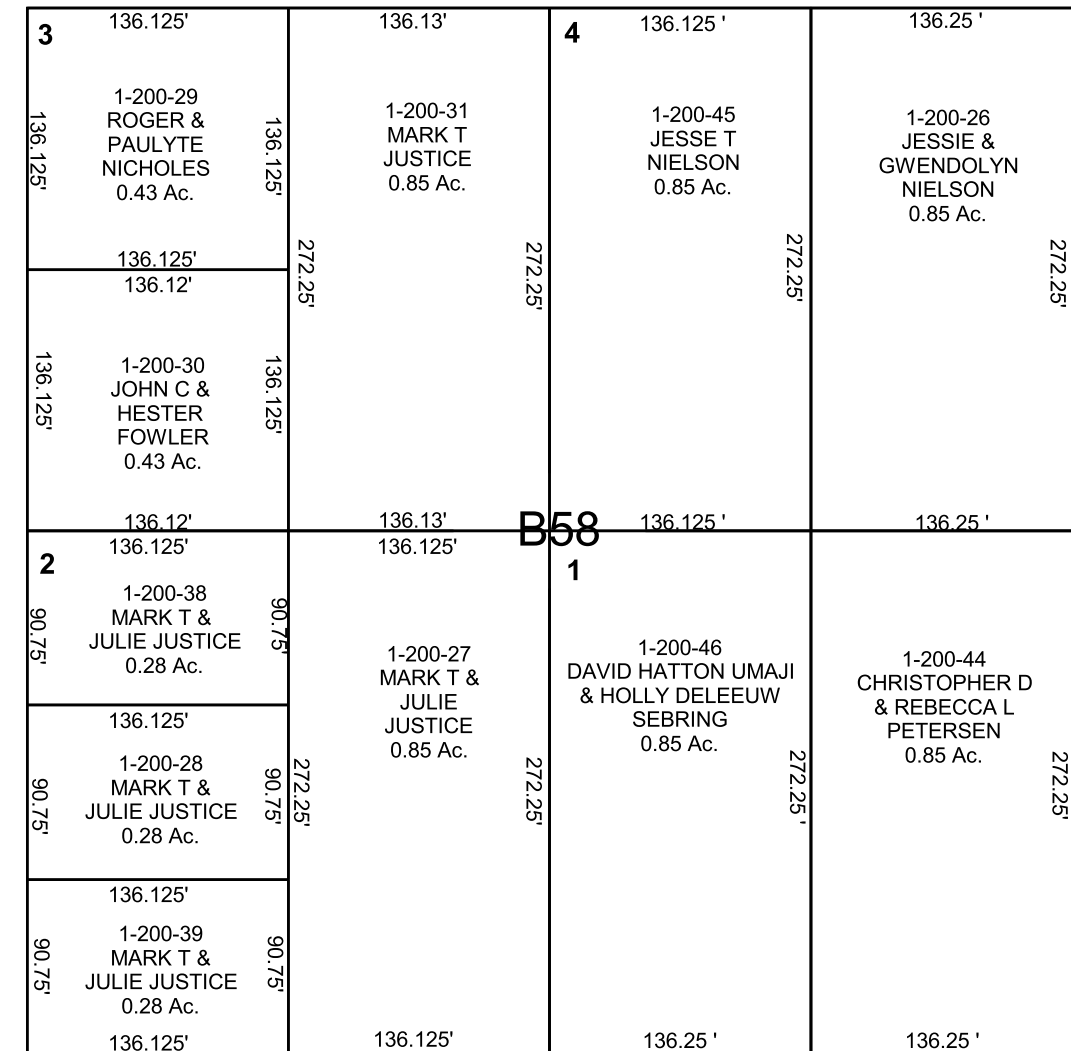 3
136.125'
1-200-29
ROGER &
PAULYTE
NICHOLES
0.43 Ac.
136.125'
136.125'
136.125'
136.13'
1-200-31
MARK T
JUSTICE
0.85 Ac.
272.25'
272.25'
136.13'
4
136.125 '
1-200-45
JESSE T
NIELSON
0.85 Ac.
272.25'
136.125 '
136.25 '
1-200-26
JESSIE &
GWENDOLYN
NIELSON
0.85 Ac.
272.25'
136.25 '
136.12'
1-200-30
JOHN C &
HESTER
FOWLER
0.43 Ac.
136.125'
136.125'
136.12'
B58
2
136.125'
1-200-38
MARK T &
JULIE JUSTICE
0.28 Ac.
90.75'
90.75'
136.125'
1-200-28
MARK T &
JULIE JUSTICE
0.28 Ac.
90.75'
90.75'
136.125'
1-200-39
MARK T &
JULIE JUSTICE
0.28 Ac.
90.75'
90.75'
136.125'
136.125'
1-200-27
MARK T &
JULIE
JUSTICE
0.85 Ac.
272.25'
272.25'
136.125'
1
1-200-46
DAVID HATTON UMAJI
& HOLLY DELEEUW
SEBRING
0.85 Ac.
272.25 '
136.25 '
1-200-44
CHRISTOPHER D
& REBECCA L
PETERSEN
0.85 Ac.
272.25'
136.25 '